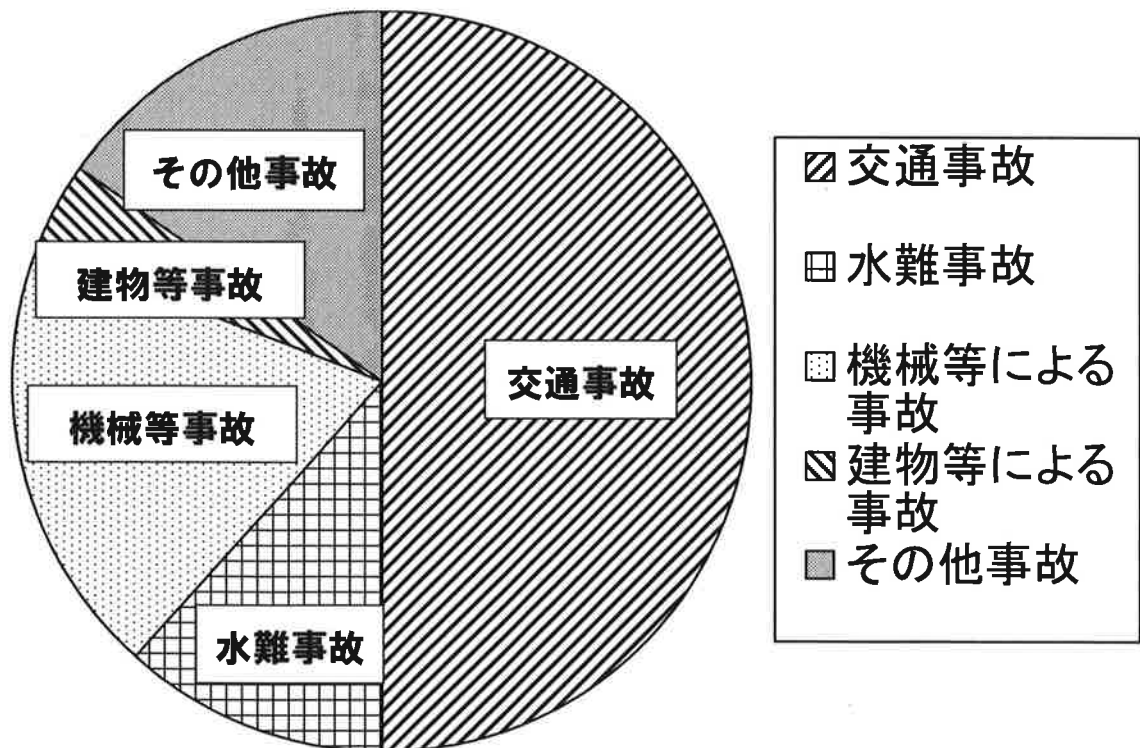 その他事故
建物等事故
機械等事故
水難事故
交通事故
交通事故
水難事故
機械等による
事故
建物等による
事故
その他事故